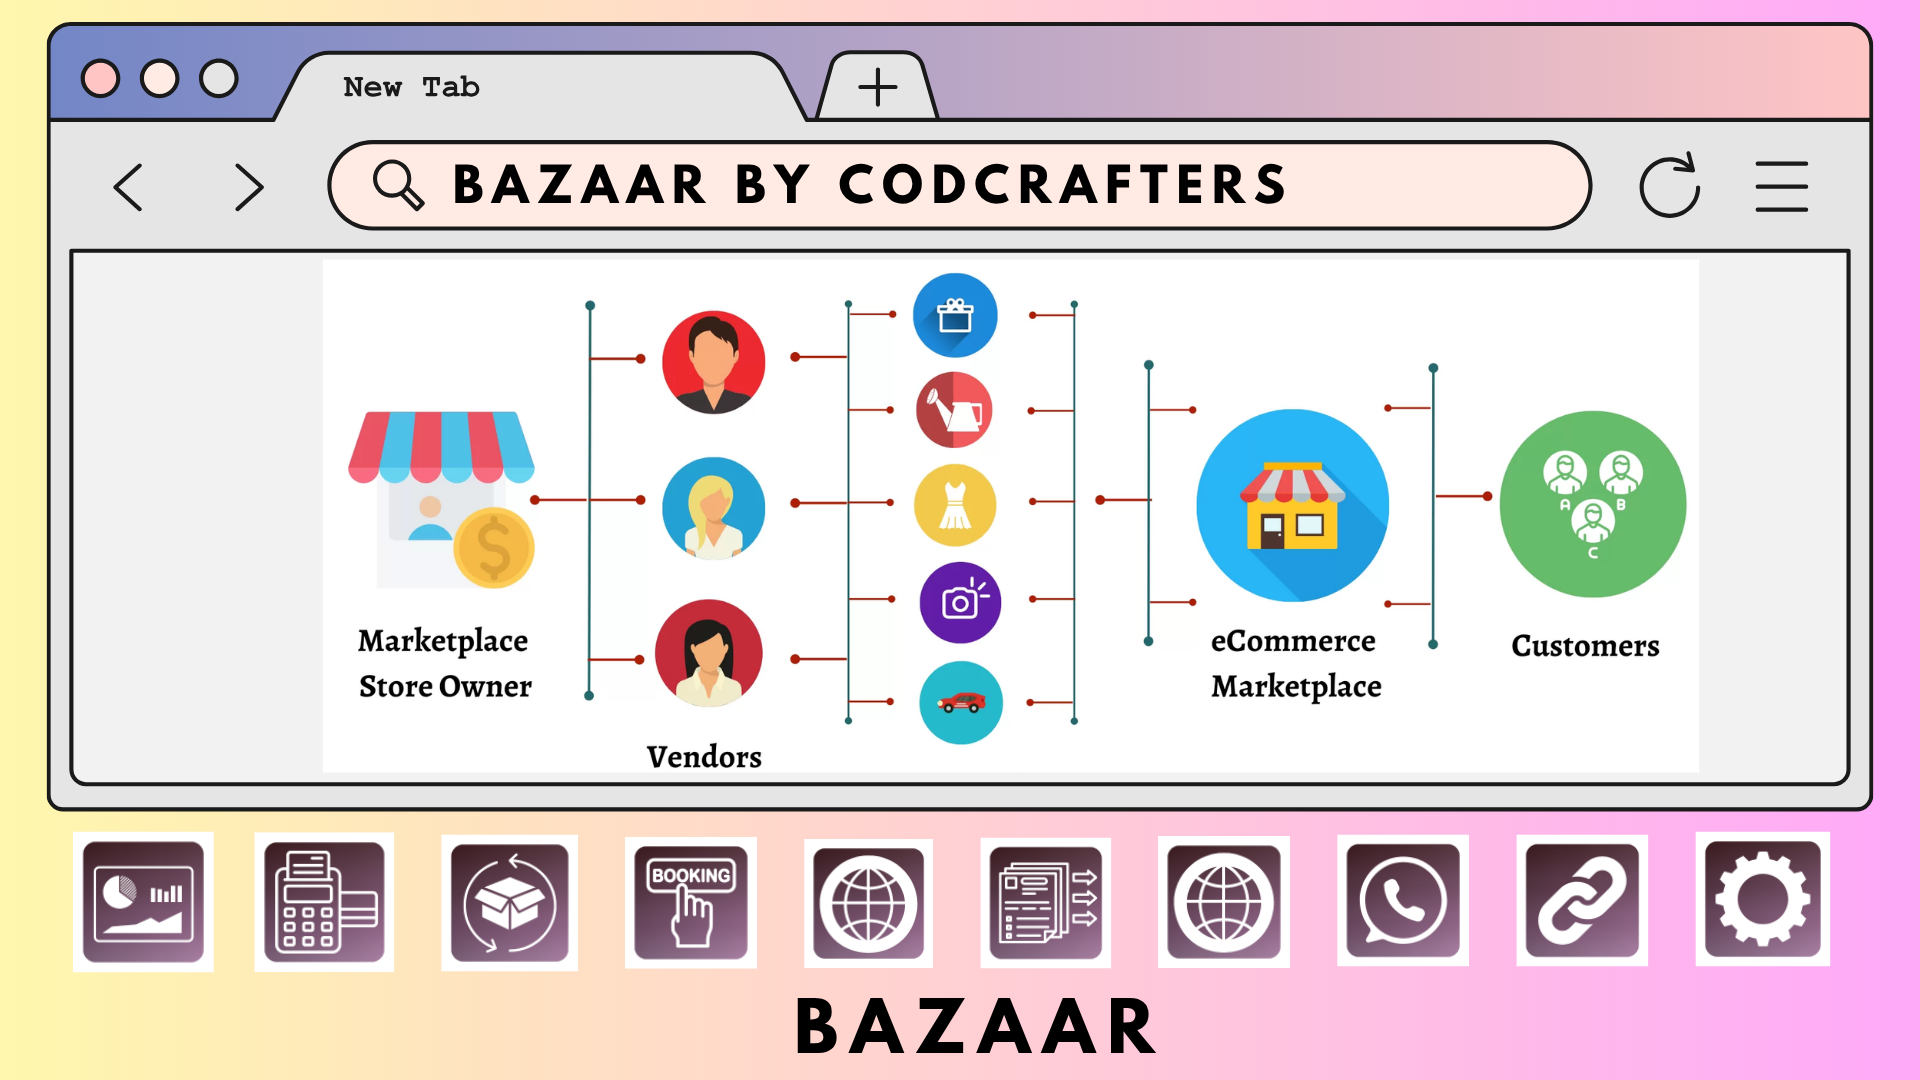 New Tab
BAZAAR BY CODCRAFTERS
A B
C
Marketplace
Store Owner
Vendors
eCommerce
Marketplace
Customers
BOOKING
BAZAAR